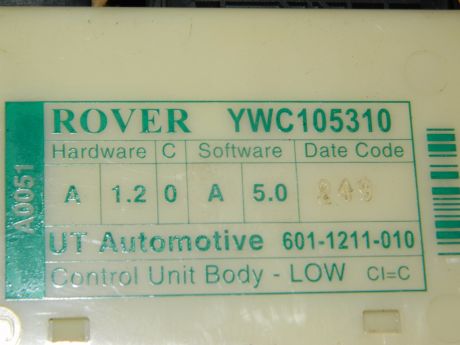 ROVER YWC105310
Hardware C Software Date Code
A 1.2 0 A 5.0 249
UT Automotive 601-1211-010
Control Unit Body - LOW CI=C
A0051